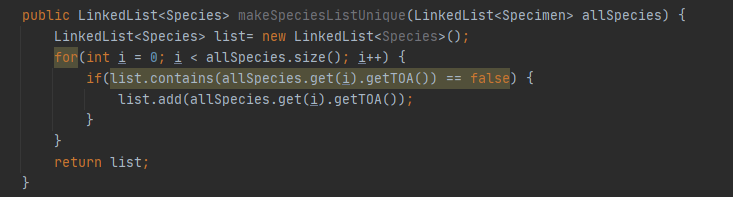 public LinkedList<Species> makeSpeciesListUnique(LinkedList<Specimen> allSpecies) {
    LinkedList<Species> list= new LinkedList<Species>();
    for(int i = 0; i < allSpecies.size(); i++) {
        if(list.contains(allSpecies.get(i).getTOA()) == false) {
            list.add(allSpecies.get(i).getTOA());
        }
    }
    return list;
}